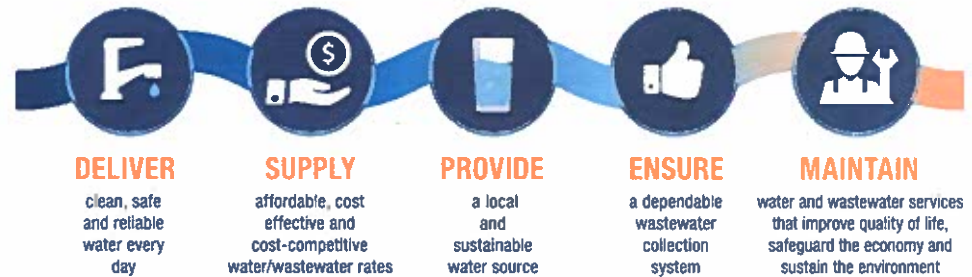 $
DELIVER
clean, safe
and reliable
water every
day
SUPPLY
affordable, cost
effective and
cost-competitive
water/wastewater rates
PROVIDE
a local
and
sustainable
water source
ENSURE
a dependable
wastewater
collection
system
MAINTAIN
water and wastewater services
that improve quality of life,
safeguard the economy and
sustain the environment